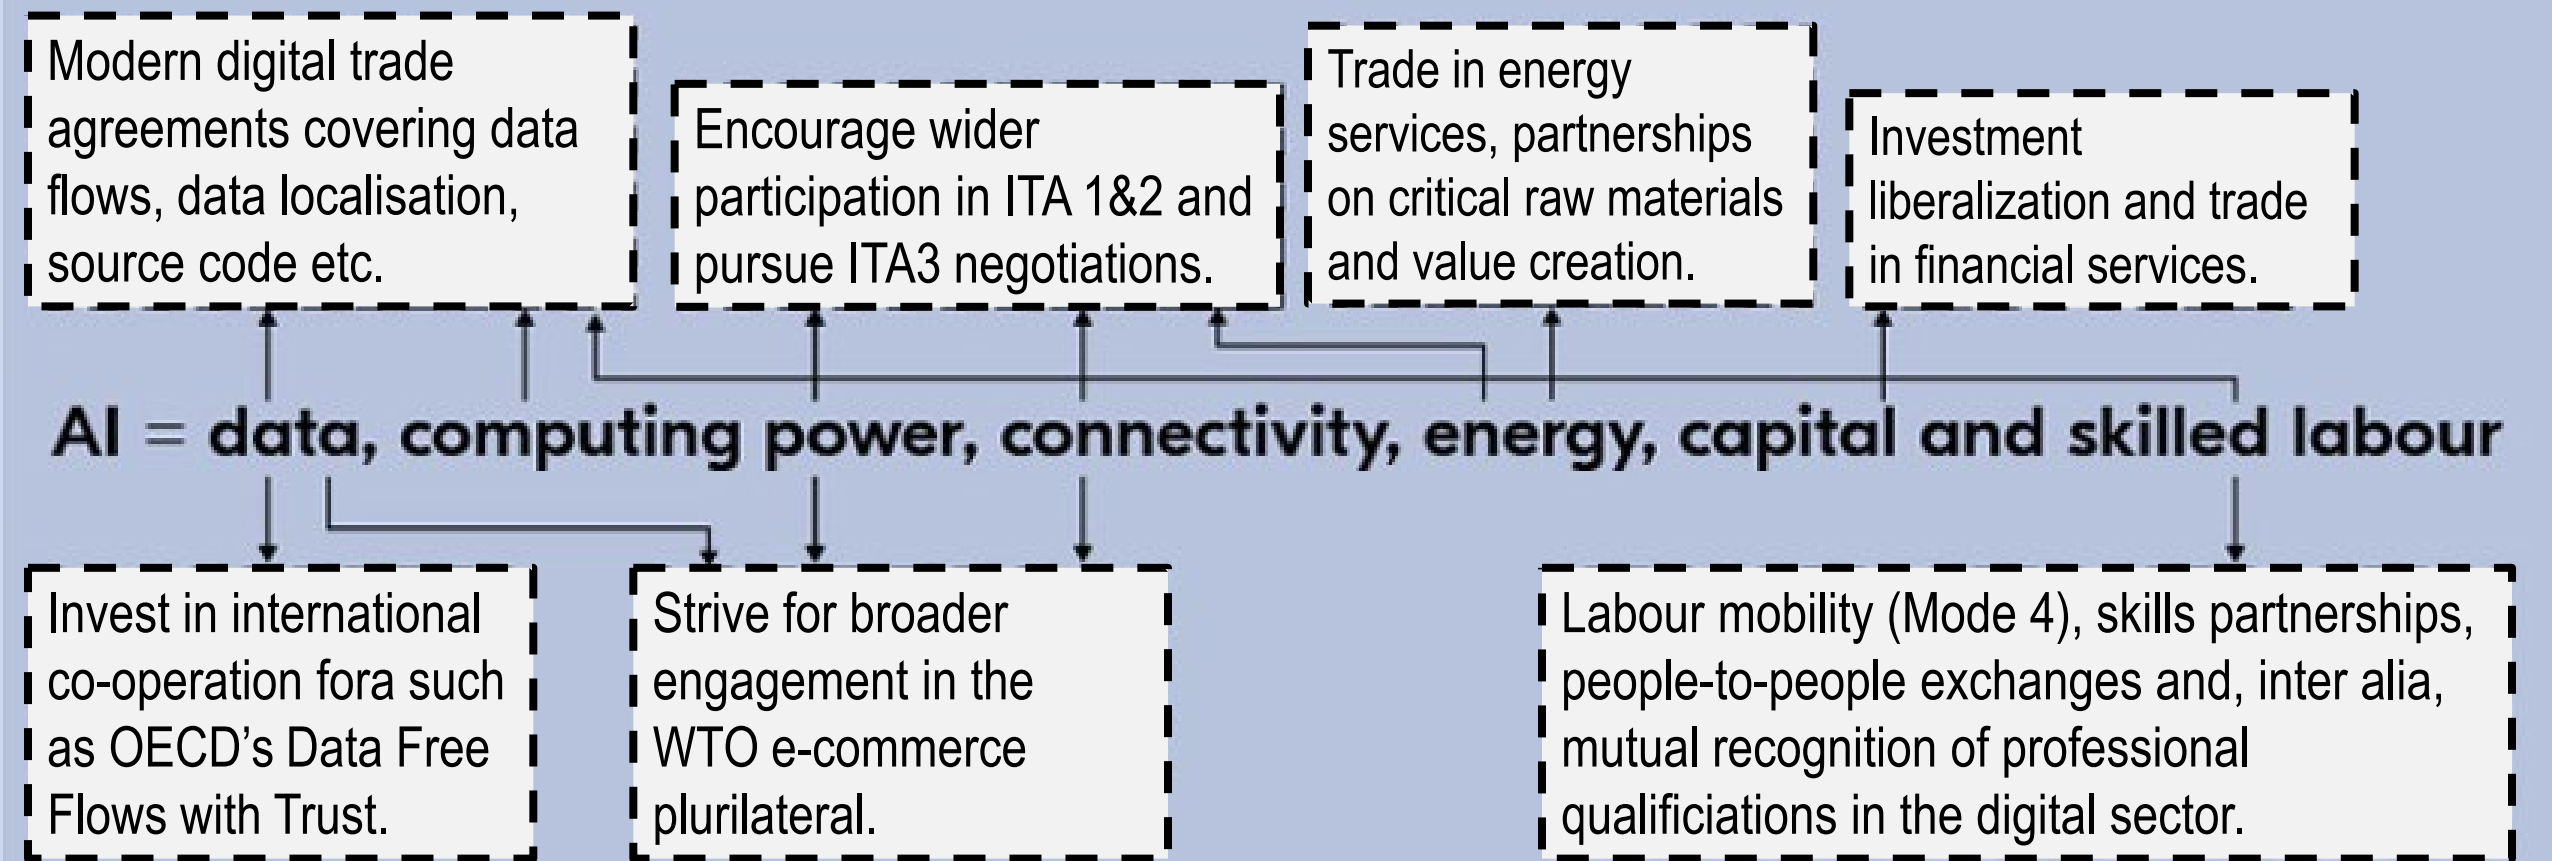 Modern digital trade
agreements covering data
flows, data localisation,
source code etc.
Encourage wider
participation in ITA 1&2 and
pursue ITA3 negotiations.
Trade in energy
services, partnerships
on critical raw materials
and value creation.
Investment
liberalization and trade
in financial services.
AI = data, computing power, connectivity, energy, capital and skilled labour
Invest in international
co-operation fora such
as OECD’s Data Free
Flows with Trust.
Strive for broader
engagement in the
WTO e-commerce
plurilateral.
Labour mobility (Mode 4), skills partnerships,
people-to-people exchanges and, inter alia,
mutual recognition of professional
qualificiations in the digital sector.